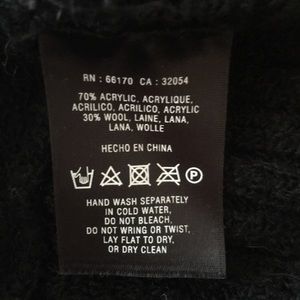 RN : 66170 CA : 32054
70% ACRYLIC, ACRYLIQUE,
ACRILICO, ACRILICO, ACRYLIC
30% WOOL, LAINE, LANA,
LANA, WOLLE
HECHO EN CHINA
P
HAND WASH SEPARATELY
IN COLD WATER,
DO NOT BLEACH.
DO NOT WRING OR TWIST,
LAY FLAT TO DRY,
OR DRY CLEAN